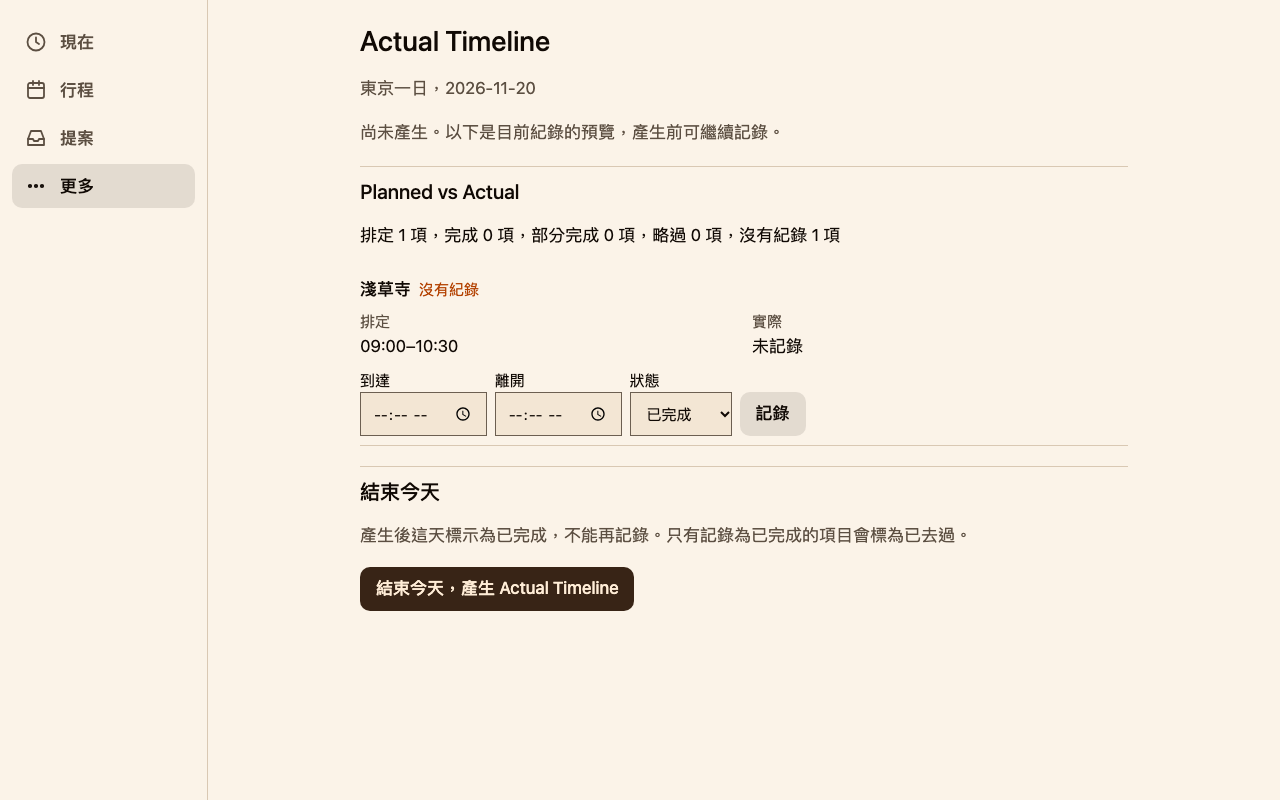 現在
行程
提案
更多
Actual Timeline
東京一日，2026-11-20
尚未產生。以下是目前紀錄的預覽，產生前可繼續記錄。
Planned vs Actual
排定 1 項，完成 0 項，部分完成 0 項，略過 0 項，沒有紀錄 1 項
淺草寺 沒有紀錄
排定 實際
09:00–10:30 未記錄
到達 離開 狀態
--:-- -- --:-- -- 已完成 記錄
結束今天
產生後這天標示為已完成，不能再記錄。只有記錄為已完成的項目會標為已去過。
結束今天，產生 Actual Timeline